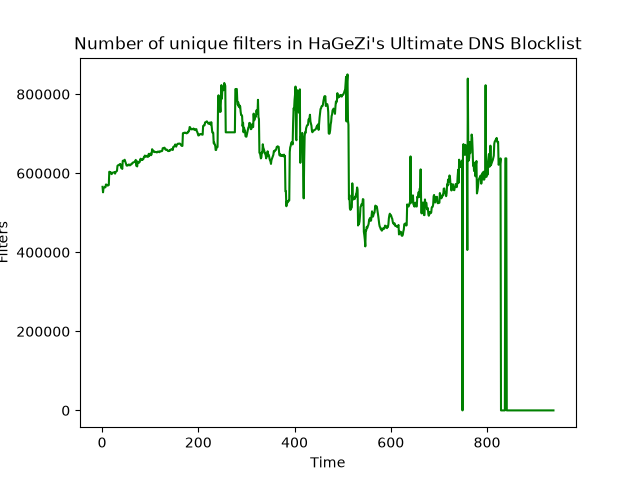 Number of unique filters in HaGeZi's Ultimate DNS Blocklist
800000
600000
400000
200000
0
Filters
0 200 400 600 800
Time